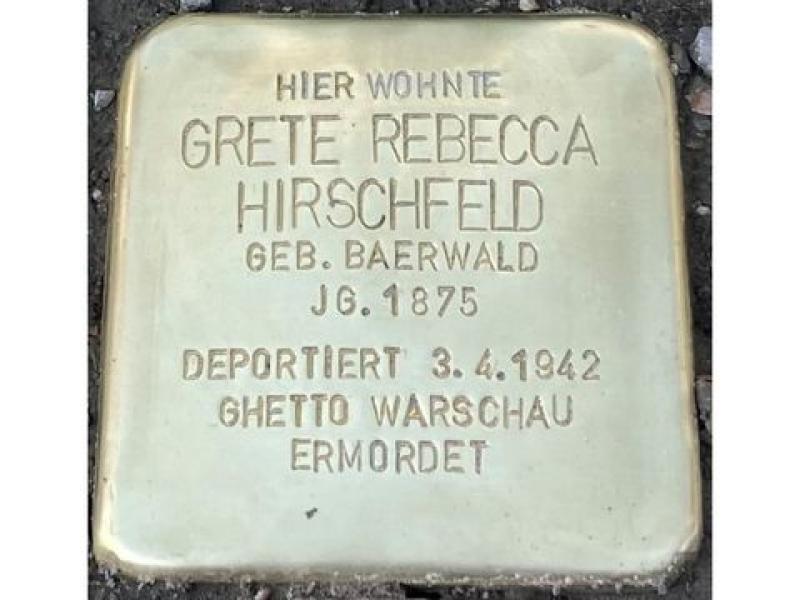 HIER WOHNTE
GRETE REBECCA
HIRSCHFELD
GEB. BAERWALD
JG. 1875
DEPORTIERT 3.4.1942
GHETTO WARSCHAU
ERMORDET